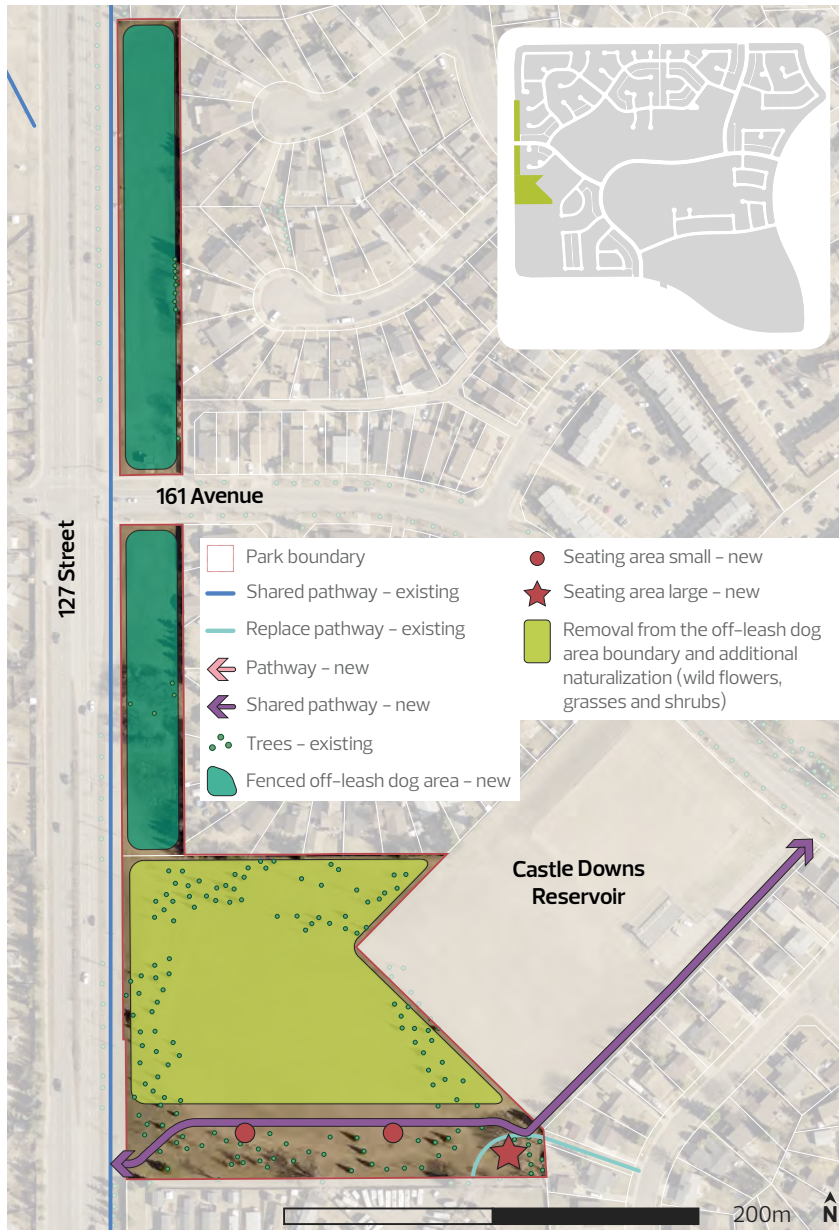 161 Avenue
127 Street
Park boundary
Shared pathway – existing
Replace pathway – existing
Pathway – new
Shared pathway – new
Trees – existing
Fenced off-leash dog area – new
Seating area small – new
Seating area large – new
Removal from the off-leash dog
area boundary and additional
naturalization (wild flowers,
grasses and shrubs)
Castle Downs
Reservoir
200m
N